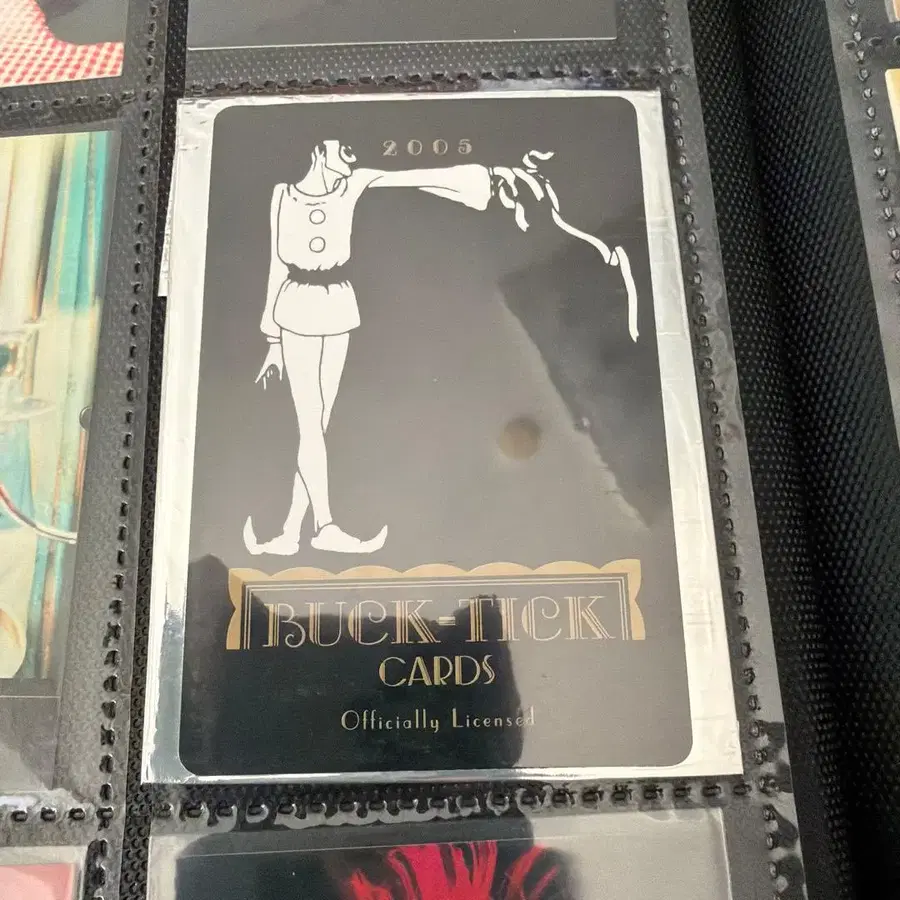 2005
BUCK-TICK
CARDS
Officially Licensed